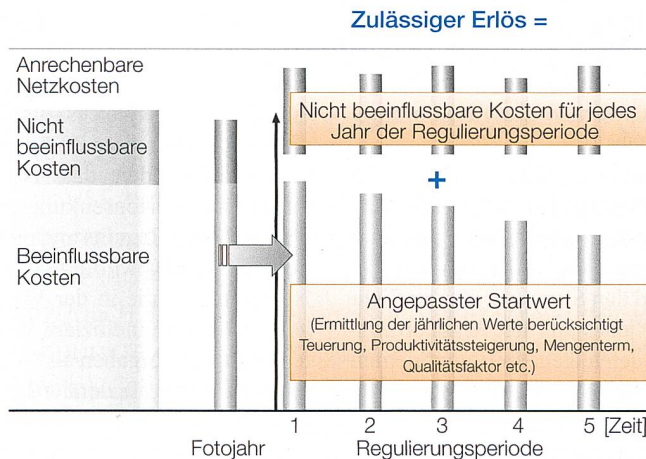 Zulässiger Erlös =
Anrechenbare
Netzkosten
Nicht
beeinflussbare
Kosten
Beeinflussbare
Kosten
Nicht beeinflussbare Kosten für jedes
Jahr der Regulierungsperiode
+
Angepasster Startwert
(Ermittlung der jährlichen Werte berücksichtigt
Teuerung, Produktivitätssteigerung, Mengenterm,
Qualitätsfaktor etc.)
1 2 3 4 5 [Zeit]
Fotojahr Regulierungsperiode